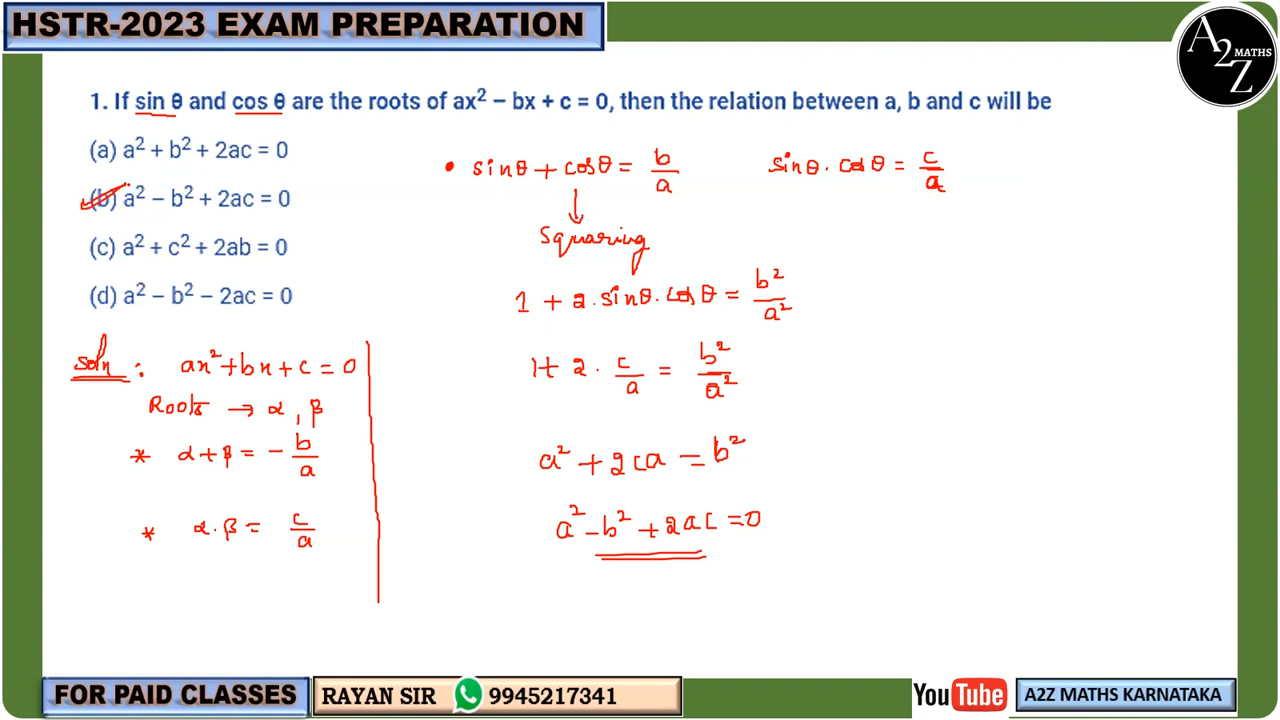 HSTR-2023 EXAM PREPARATION
A2Z MATHS
1. If sin θ and cos θ are the roots of ax² − bx + c = 0, then the relation between a, b and c will be
(a) a² + b² + 2ac = 0
(b) a² − b² + 2ac = 0
(c) a² + c² + 2ab = 0
(d) a² − b² − 2ac = 0
Soln : ax² + bx + c = 0
Roots → α, β
* α + β = − b/a
* α . β = c/a
• sinθ + cosθ = b/a
sinθ . cosθ = c/a
↓
Squaring
1 + 2 . sinθ . cosθ = b²/a²
1 + 2 . c/a = b²/a²
a² + 2ca = b²
a² − b² + 2ac = 0
FOR PAID CLASSES
RAYAN SIR 9945217341
YouTube
A2Z MATHS KARNATAKA